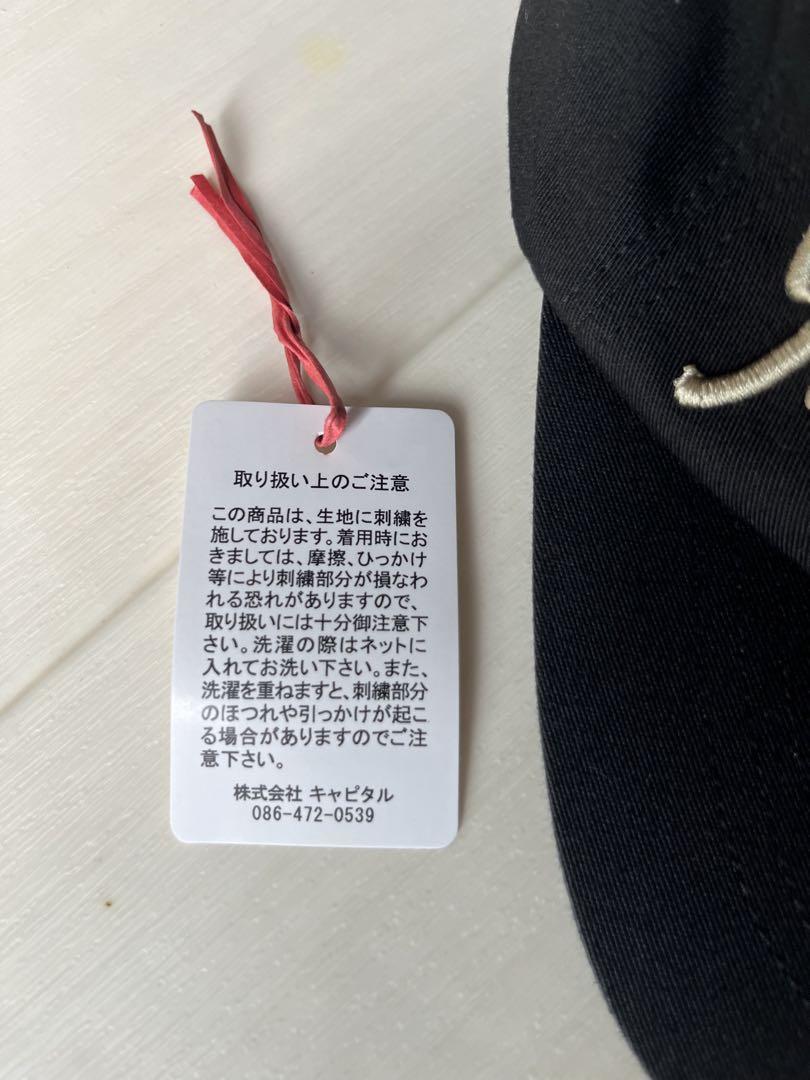 取り扱い上のご注意
この商品は、生地に刺繍を
施しております。着用時にお
きましては、摩擦、ひっかけ
等により刺繍部分が損なわ
れる恐れがありますので、
取り扱いには十分御注意下
さい。洗濯の際はネットに
入れてお洗い下さい。また、
洗濯を重ねますと、刺繍部分
のほつれや引っかけが起こ
る場合がありますのでご注
意下さい。
株式会社 キャピタル
086-472-0539